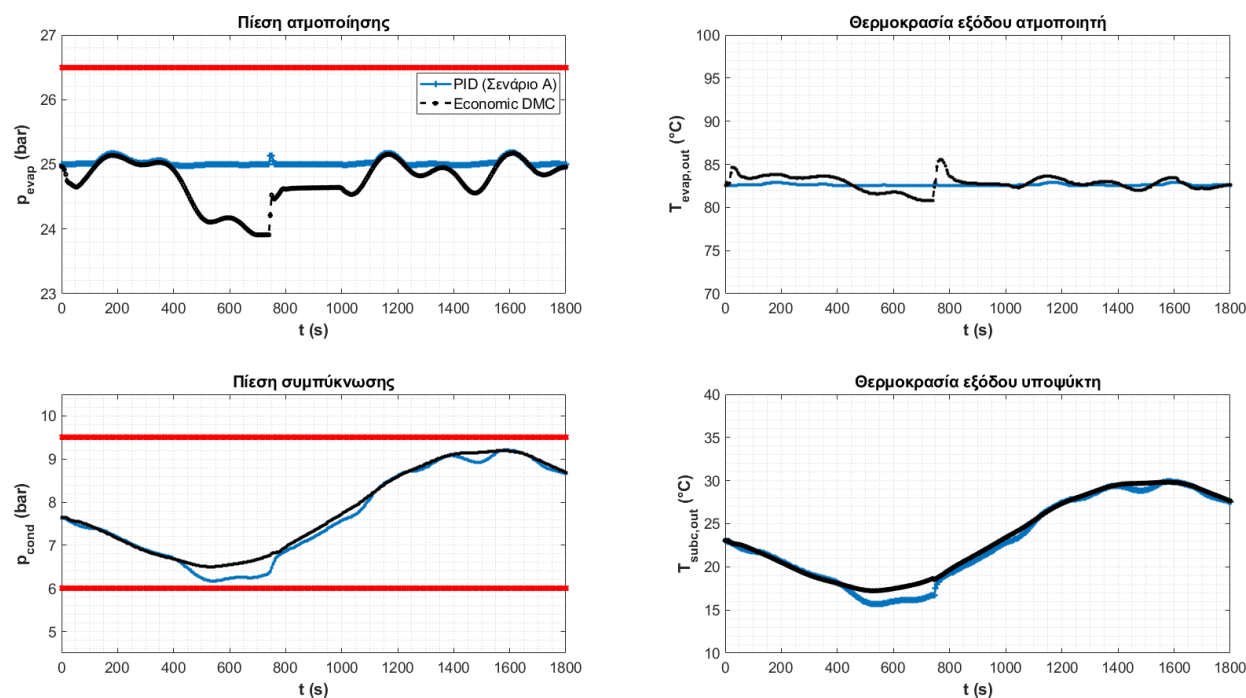 Πίεση ατμοποίησης
27
26
25
24
23
p_evap (bar)
PID (Σενάριο Α)
Economic DMC
0 200 400 600 800 1000 1200 1400 1600 1800
t (s)
Θερμοκρασία εξόδου ατμοποιητή
100
95
90
85
80
75
70
T_evap,out (°C)
0 200 400 600 800 1000 1200 1400 1600 1800
t (s)
Πίεση συμπύκνωσης
10
9
8
7
6
5
p_cond (bar)
0 200 400 600 800 1000 1200 1400 1600 1800
t (s)
Θερμοκρασία εξόδου υποψύκτη
40
35
30
25
20
15
10
T_subc,out (°C)
0 200 400 600 800 1000 1200 1400 1600 1800
t (s)